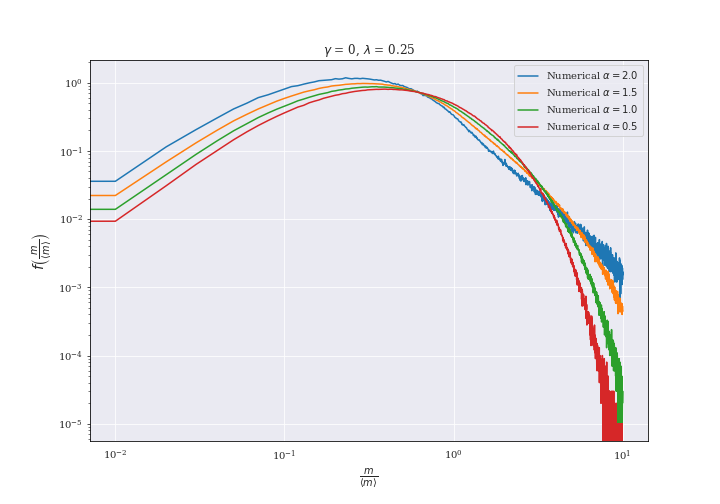 γ = 0, λ = 0.25
Numerical α = 2.0
Numerical α = 1.5
Numerical α = 1.0
Numerical α = 0.5
f(m/⟨m⟩)
10⁰
10⁻¹
10⁻²
10⁻³
10⁻⁴
10⁻⁵
10⁻² 10⁻¹ 10⁰ 10¹
m/⟨m⟩